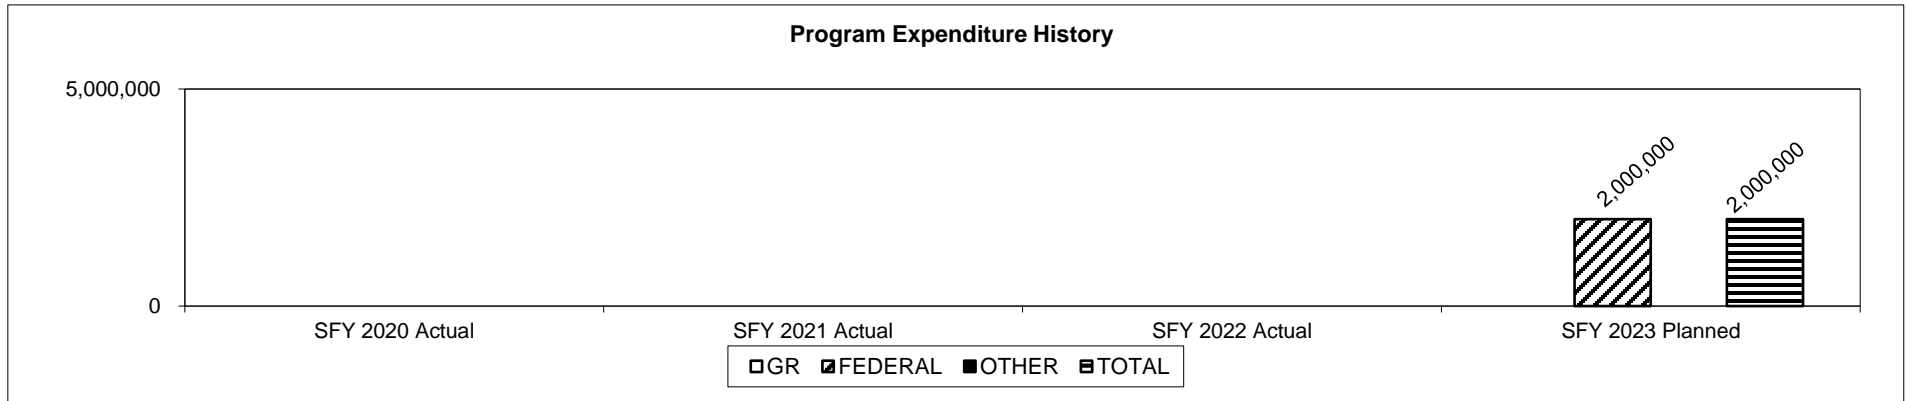 Program Expenditure History
5,000,000
2,000,000
2,000,000
0
SFY 2020 Actual
SFY 2021 Actual
SFY 2022 Actual
SFY 2023 Planned
GR FEDERAL OTHER TOTAL